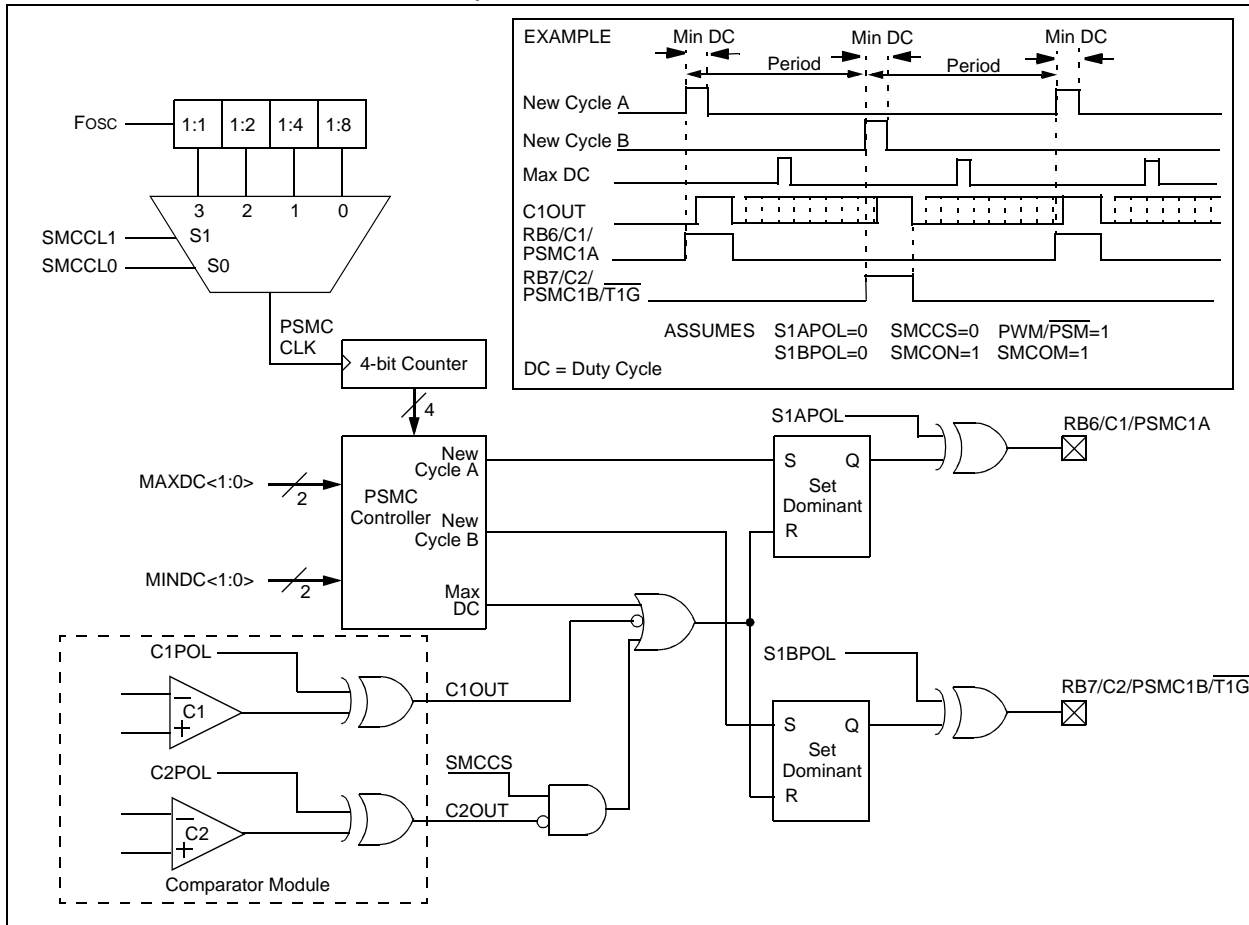 EXAMPLE
Min DC Min DC Min DC
Period Period
New Cycle A
New Cycle B
Max DC
C1OUT
RB6/C1/
PSMC1A
RB7/C2/
PSMC1B/T1G
ASSUMES S1APOL=0 SMCCS=0 PWM/PSM=1
S1BPOL=0 SMCON=1 SMCOM=1
DC = Duty Cycle
FOSC 1:1 1:2 1:4 1:8
3 2 1 0
SMCCL1 S1
SMCCL0 S0
PSMC
CLK
4-bit Counter
4
MAXDC<1:0> 2
MINDC<1:0> 2
PSMC
Controller
New
Cycle A
New
Cycle B
Max
DC
S1APOL
S Q
Set
Dominant
R
RB6/C1/PSMC1A
S1BPOL
S Q
Set
Dominant
R
RB7/C2/PSMC1B/T1G
C1POL
− C1 +
C1OUT
C2POL
− C2 +
SMCCS
C2OUT
Comparator Module